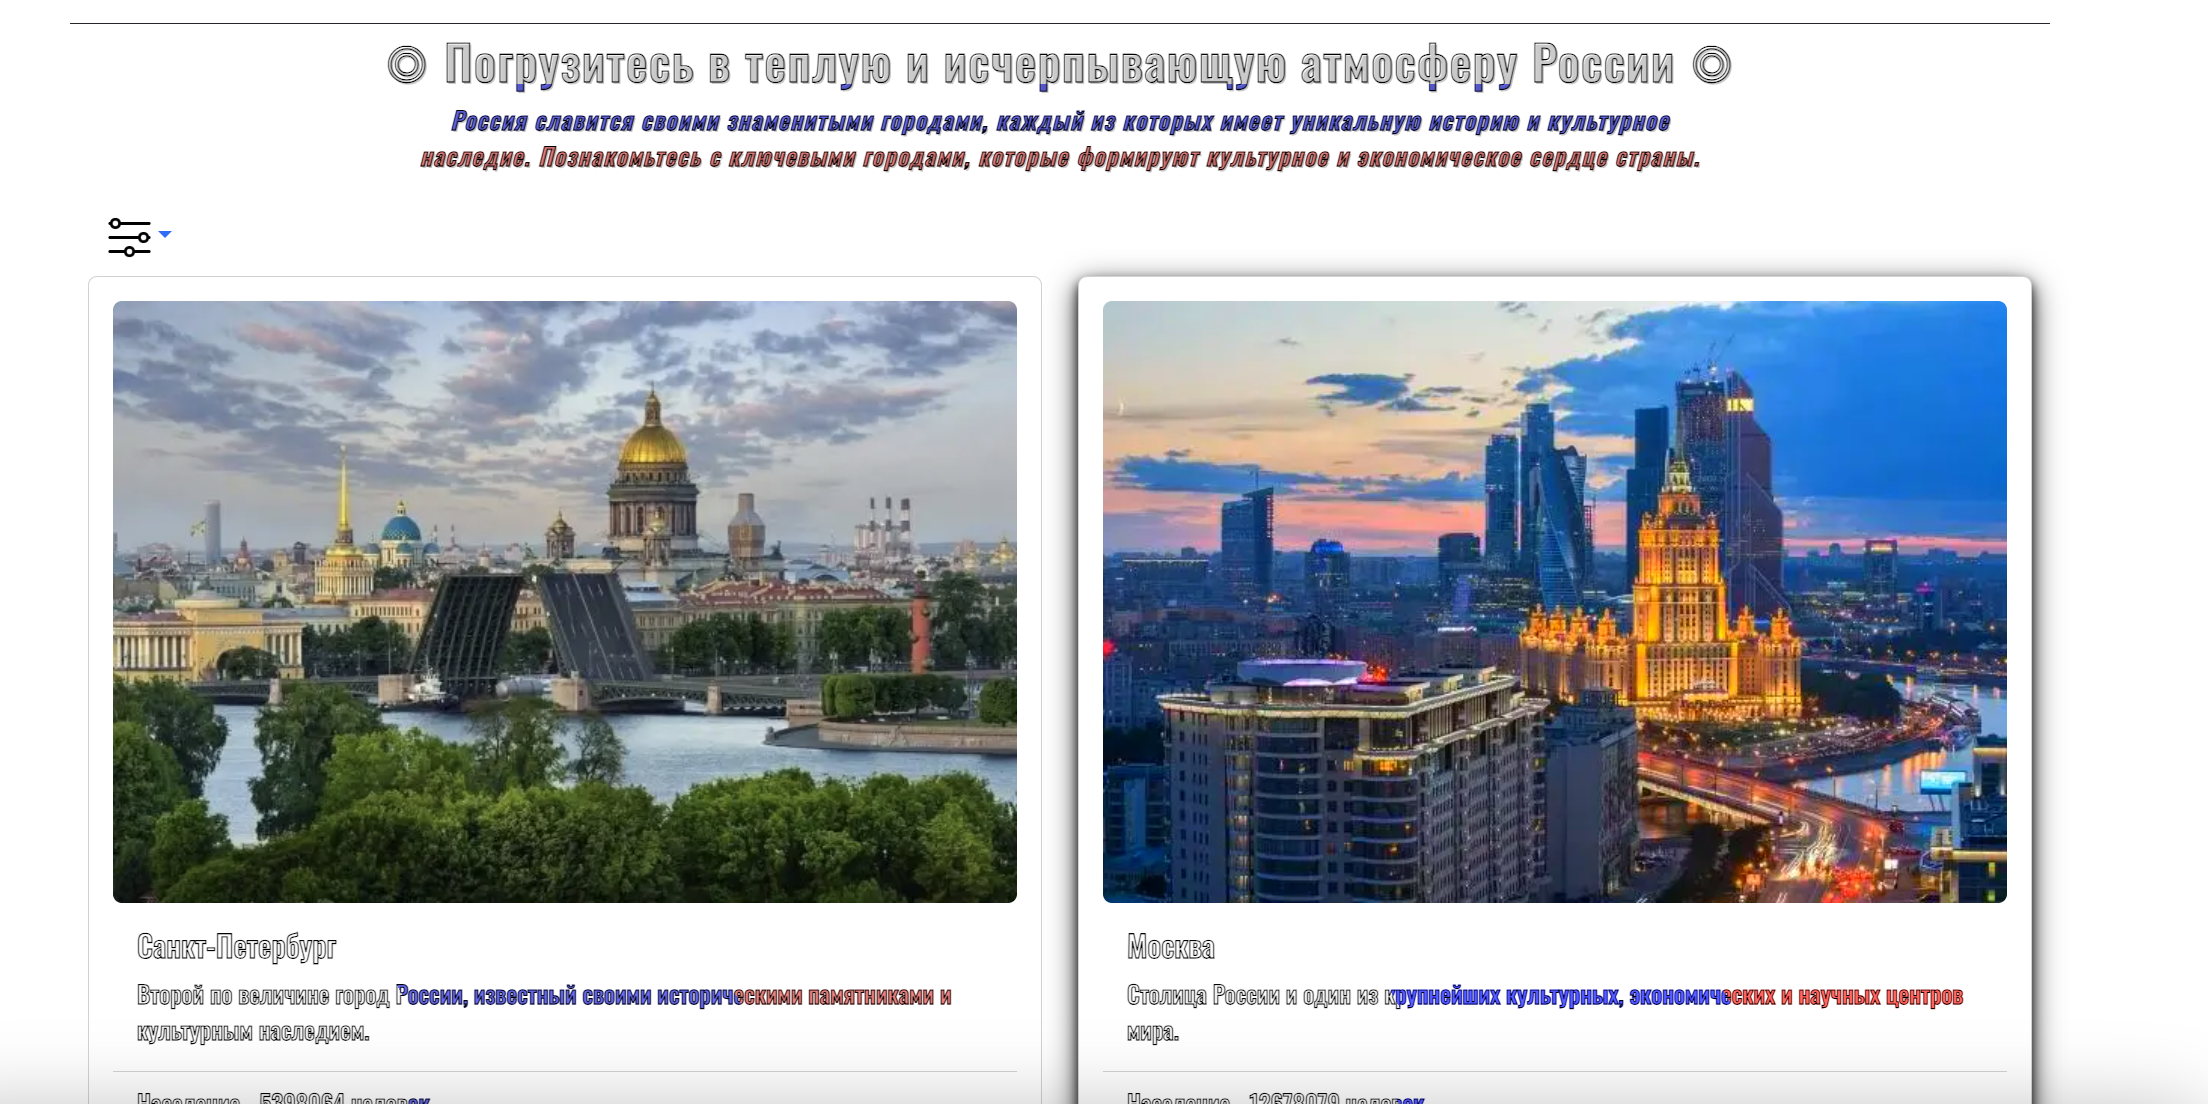 ◎ Погрузитесь в теплую и исчерпывающую атмосферу России ◎
Россия славится своими знаменитыми городами, каждый из которых имеет уникальную историю и культурное
наследие. Познакомьтесь с ключевыми городами, которые формируют культурное и экономическое сердце страны.
Санкт-Петербург
Второй по величине город России, известный своими историческими памятниками и
культурным наследием.
Население - 5398064 человек
Москва
Столица России и один из крупнейших культурных, экономических и научных центров
мира.
Население - 12678079 человек